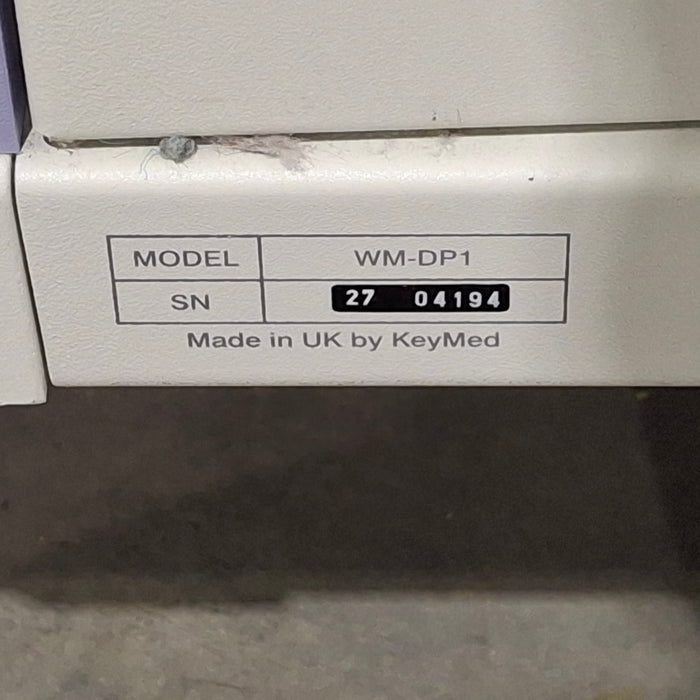 MODEL WM-DP1
SN 27 04194
Made in UK by KeyMed